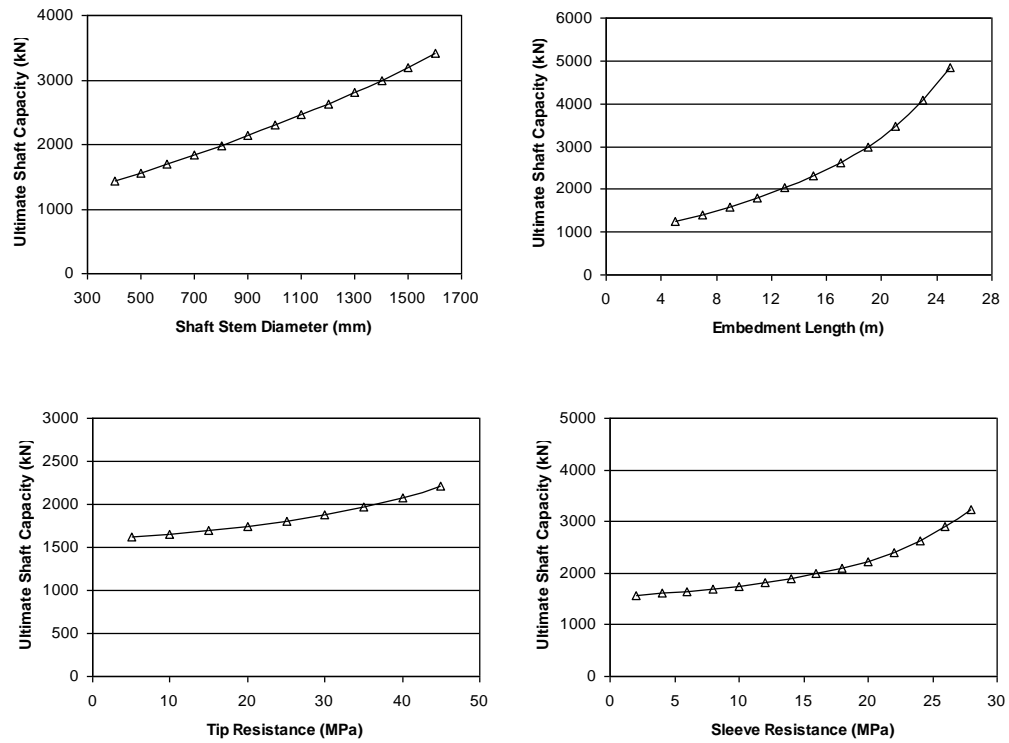 4000
3000
2000
1000
0
300 500 700 900 1100 1300 1500 1700
Shaft Stem Diameter (mm)
Ultimate Shaft Capacity (kN)
6000
5000
4000
3000
2000
1000
0
0 4 8 12 16 20 24 28
Embedment Length (m)
Ultimate Shaft Capacity (kN)
3000
2500
2000
1500
1000
500
0
0 10 20 30 40 50
Tip Resistance (MPa)
Ultimate Shaft Capacity (kN)
5000
4000
3000
2000
1000
0
0 5 10 15 20 25 30
Sleeve Resistance (MPa)
Ultimate Shaft Capacity (kN)